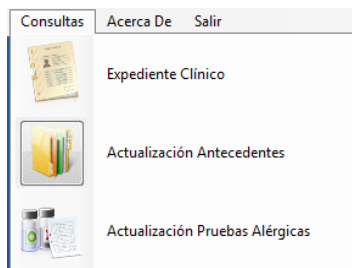 Consultas Acerca De Salir
Expediente Clínico
Actualización Antecedentes
Actualización Pruebas Alérgicas